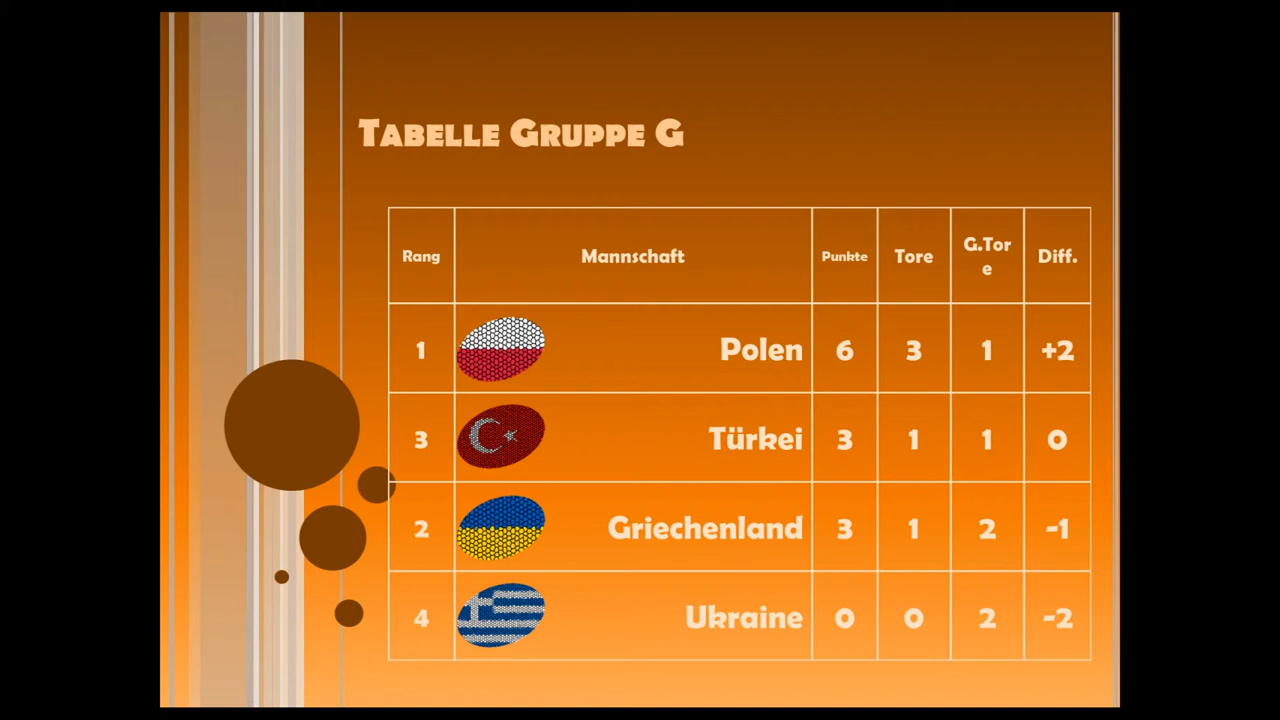 TABELLE GRUPPE G
Rang Mannschaft Punkte Tore G.Tor
e Diff.
1 Polen 6 3 1 +2
3 Türkei 3 1 1 0
2 Griechenland 3 1 2 -1
4 Ukraine 0 0 2 -2